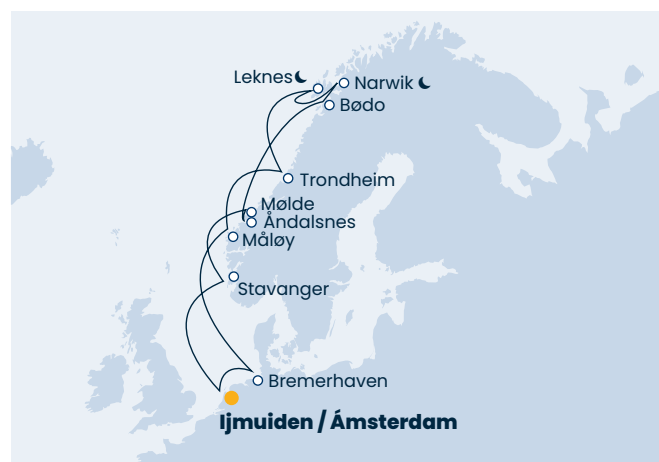 Leknes
Narwik
Bødo
Trondheim
Mølde
Åndalsnes
Måløy
Stavanger
Bremerhaven
Ijmuiden / Ámsterdam